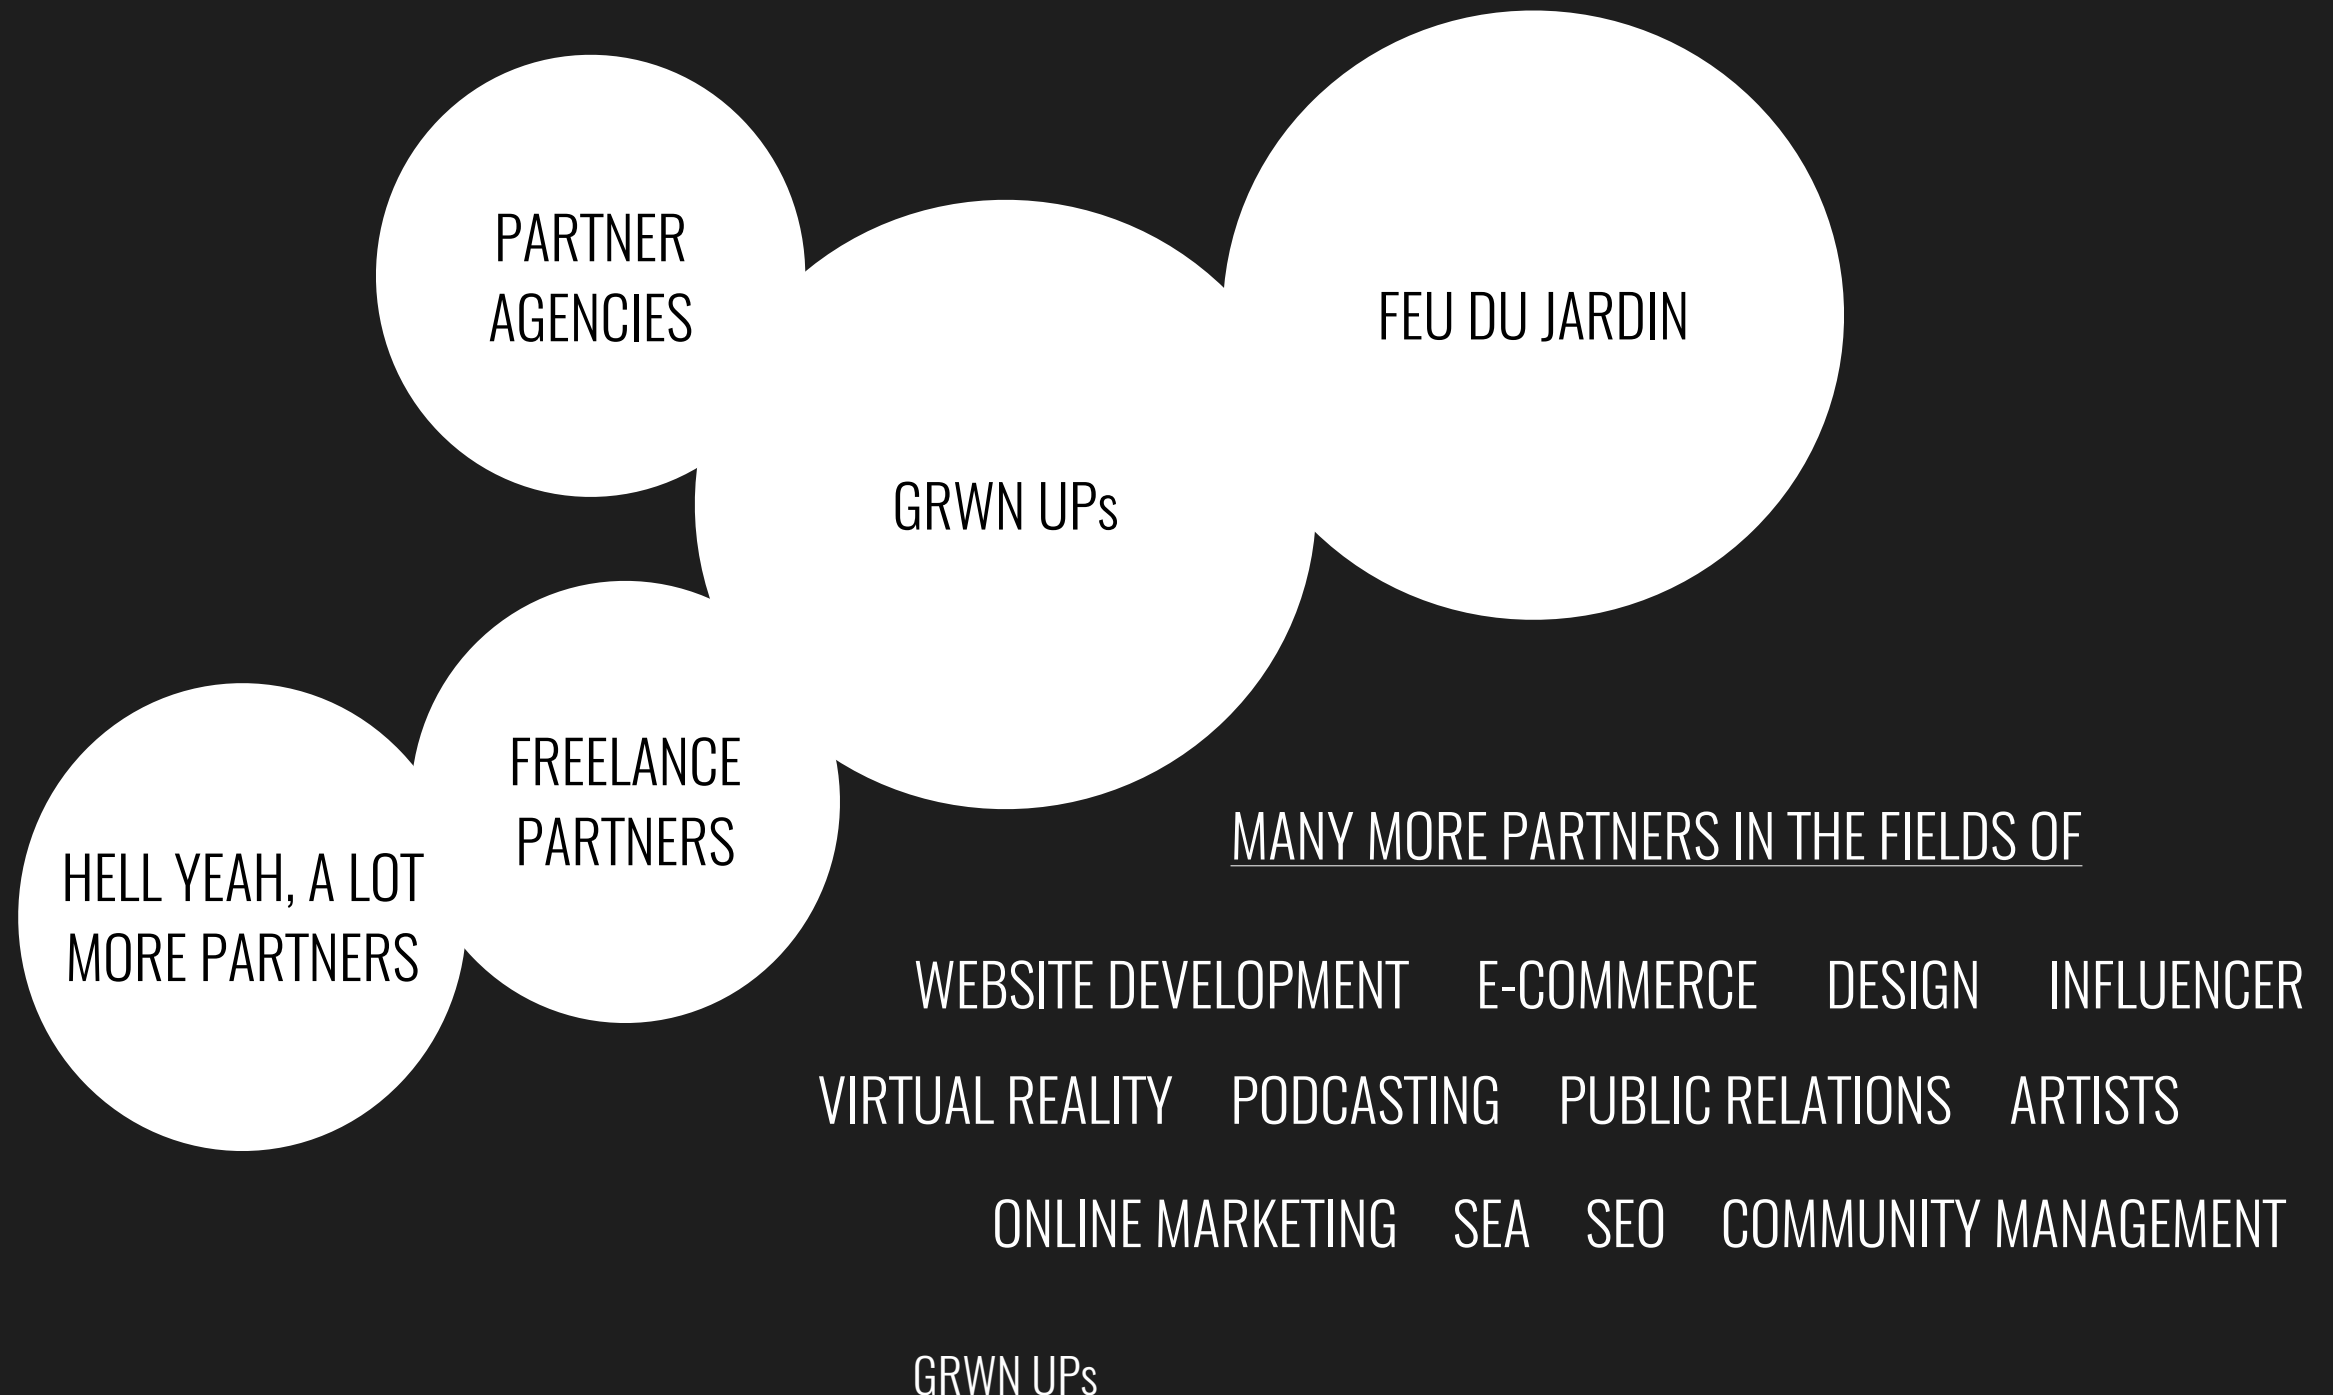 PARTNER
AGENCIES
FEU DU JARDIN
GRWN UPs
FREELANCE
PARTNERS
HELL YEAH, A LOT
MORE PARTNERS
MANY MORE PARTNERS IN THE FIELDS OF
WEBSITE DEVELOPMENT E-COMMERCE DESIGN INFLUENCER
VIRTUAL REALITY PODCASTING PUBLIC RELATIONS ARTISTS
ONLINE MARKETING SEA SEO COMMUNITY MANAGEMENT
GRWN UPs